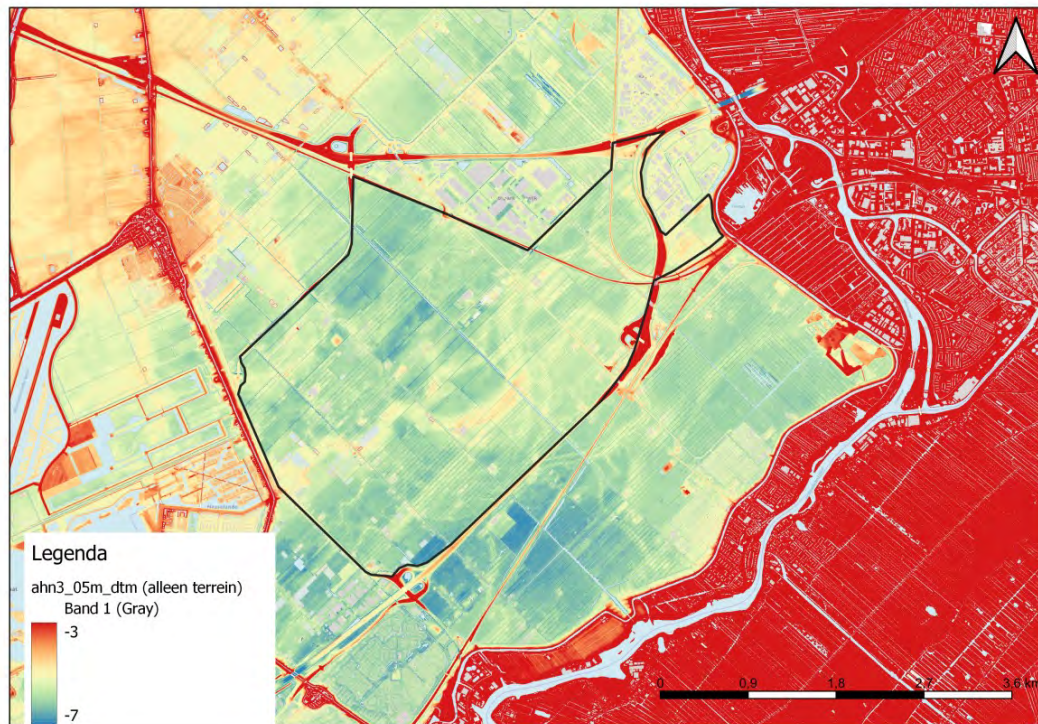 Legenda
ahn3_05m_dtm (alleen terrein)
Band 1 (Gray)
-3
-7
0 0.9 1.8 2.7 3.6 km